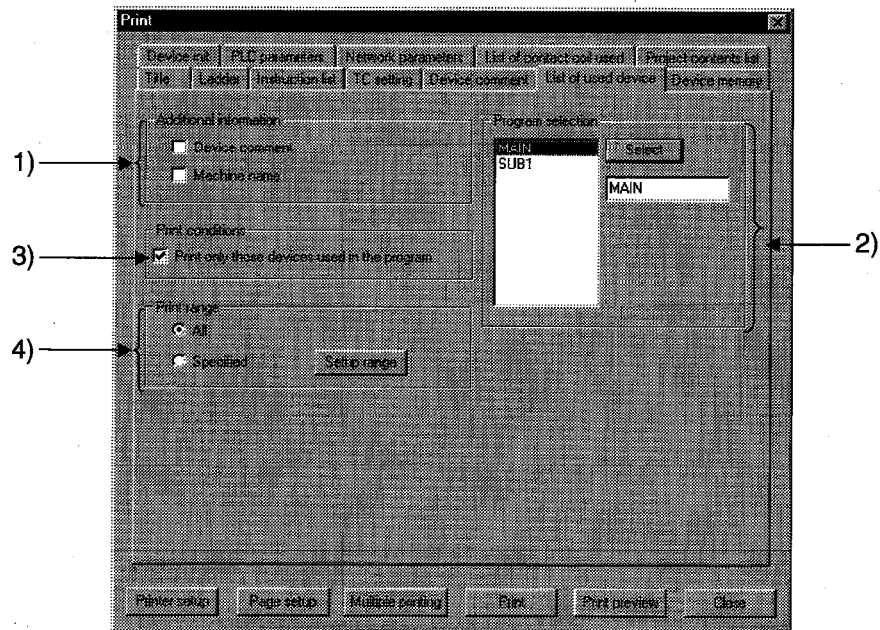 Print
Device init PLC parameters Network parameters List of contact coil used Project contents list
Title Ladder Instruction list TC setting Device comment List of used device Device memory
Additional information
Device comment
Machine name
Program selection
MAIN
SUB1
Select
MAIN
Print conditions
Print only those devices used in the program
Print range
All
Specified
Setup range
1)
2)
3)
4)
Printer setup Page setup Multiple printing Print Print preview Close